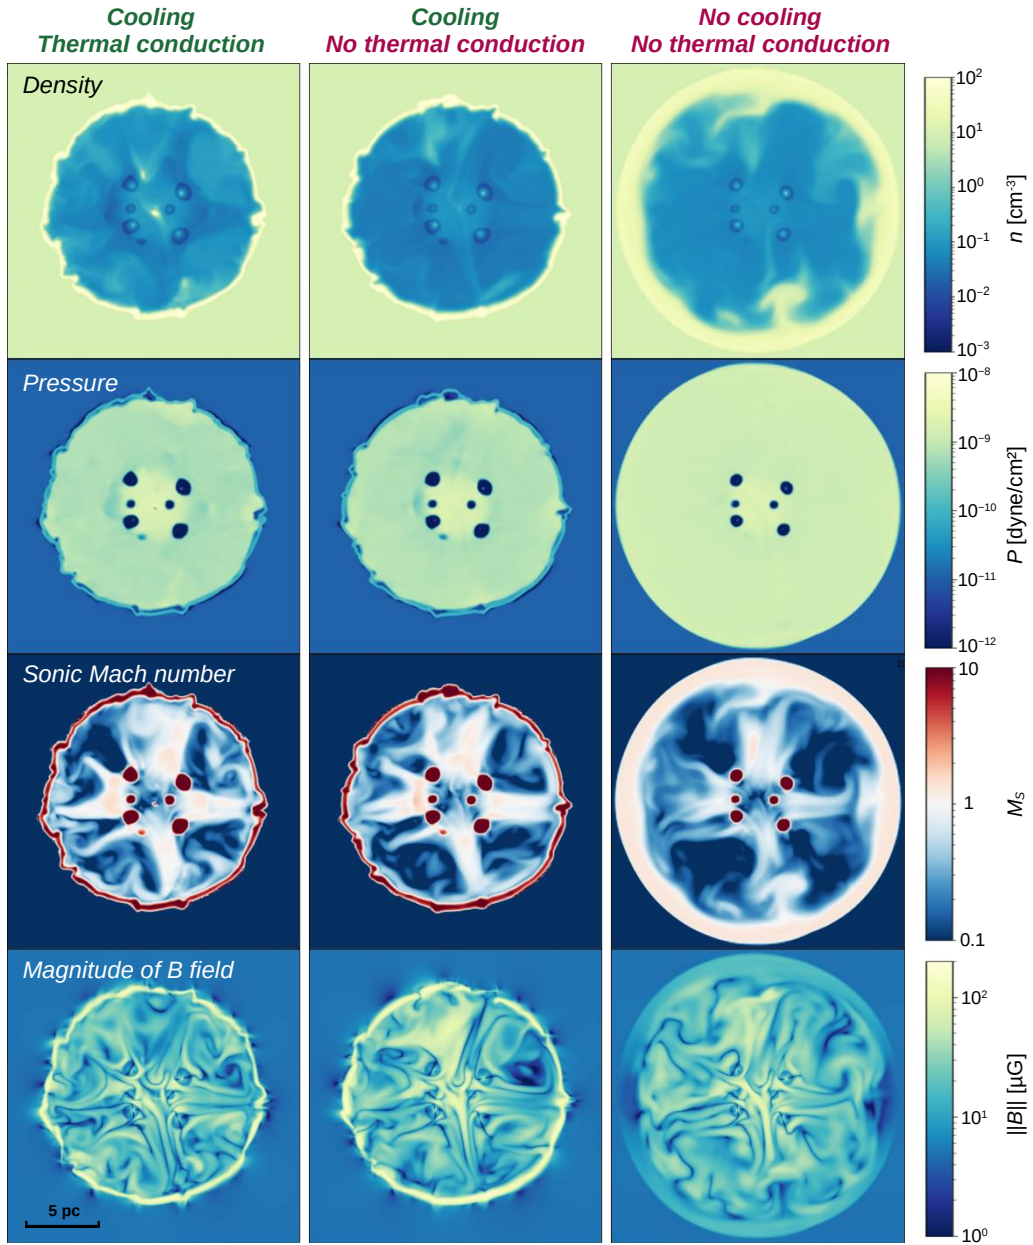 Cooling
Thermal conduction
Cooling
No thermal conduction
No cooling
No thermal conduction
Density
10²
10¹
10⁰
10⁻¹
10⁻²
10⁻³
n [cm⁻³]
Pressure
10⁻⁸
10⁻⁹
10⁻¹⁰
10⁻¹¹
10⁻¹²
P [dyne/cm²]
Sonic Mach number
10
10
1
0.1
Mₛ
Magnitude of B field
10²
10¹
10⁰
||B|| [µG]
5 pc